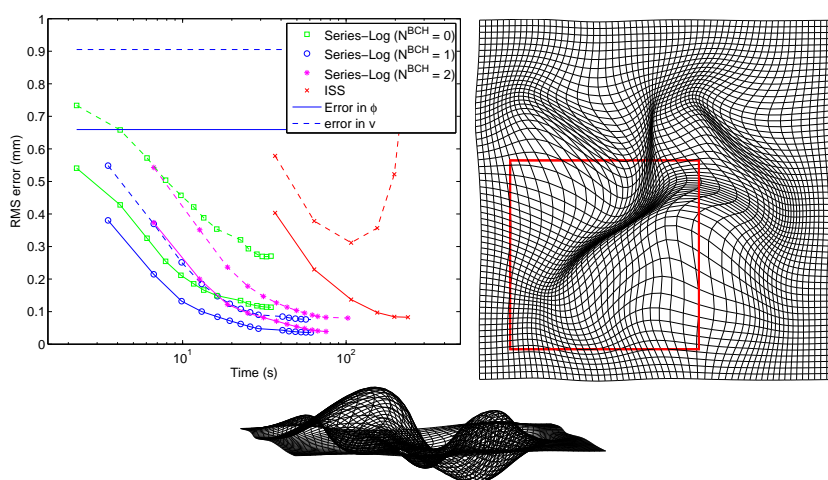 1
0.9
0.8
0.7
0.6
0.5
0.4
0.3
0.2
0.1
0
RMS error (mm)
10^1
10^2
Time (s)
Series−Log (N^BCH = 0)
Series−Log (N^BCH = 1)
Series−Log (N^BCH = 2)
ISS
Error in ϕ
error in v